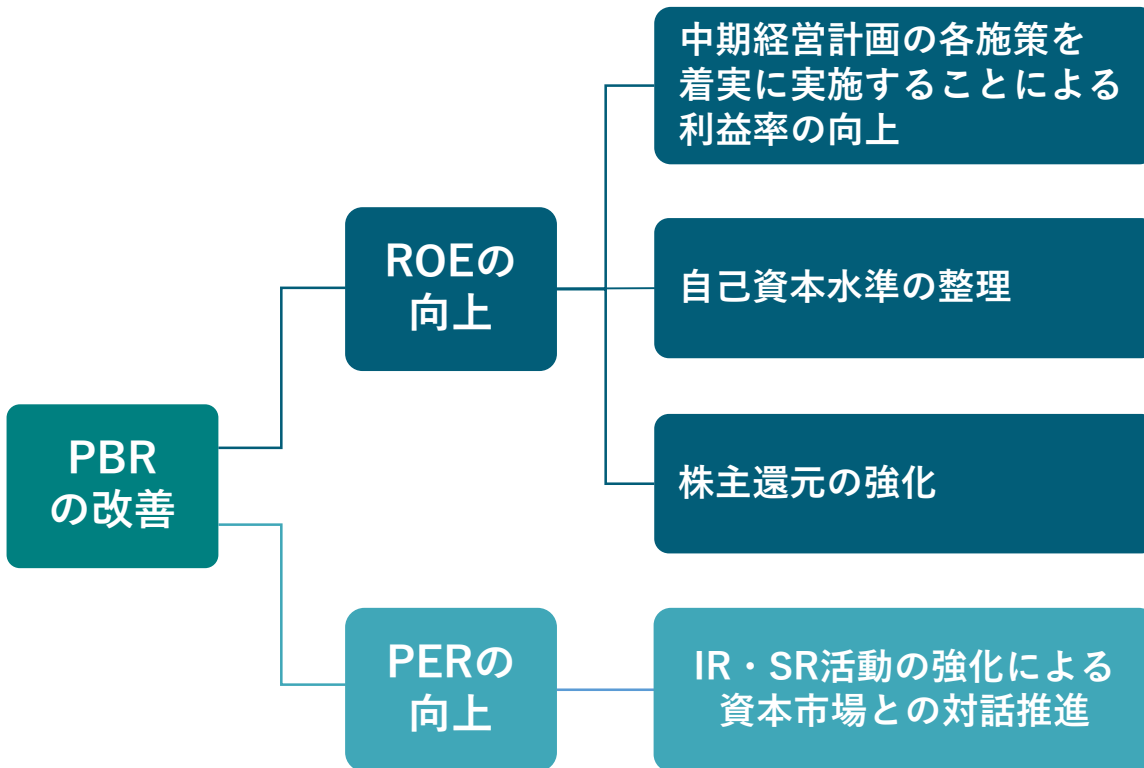 中期経営計画の各施策を
着実に実施することによる
利益率の向上
ROEの
向上
自己資本水準の整理
株主還元の強化
PBR
の改善
PERの
向上
IR・SR活動の強化による
資本市場との対話推進